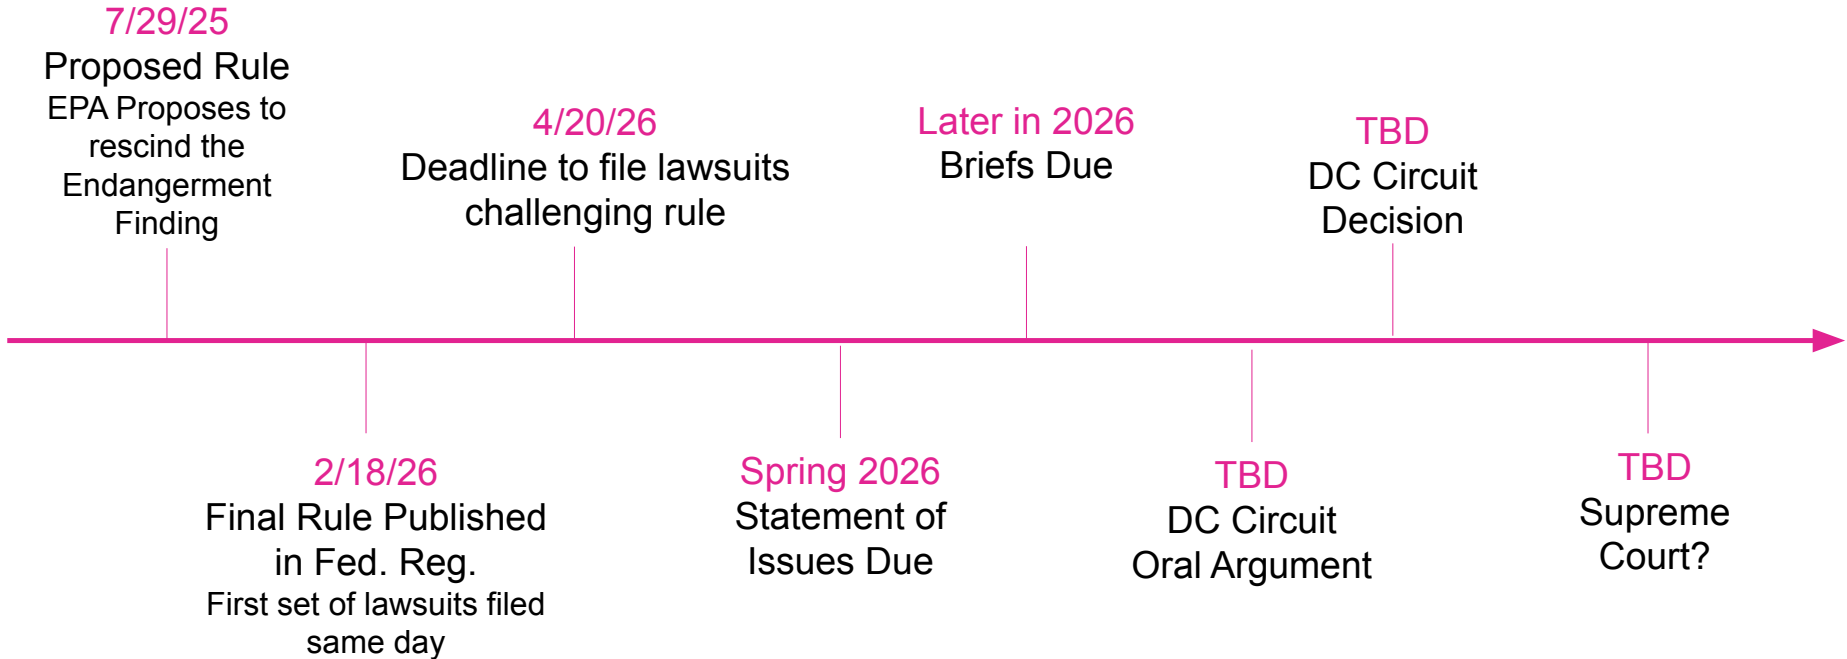 7/29/25
Proposed Rule
EPA Proposes to
rescind the
Endangerment
Finding
2/18/26
Final Rule Published
in Fed. Reg.
First set of lawsuits filed
same day
4/20/26
Deadline to file lawsuits
challenging rule
Spring 2026
Statement of
Issues Due
Later in 2026
Briefs Due
TBD
DC Circuit
Oral Argument
TBD
DC Circuit
Decision
TBD
Supreme
Court?